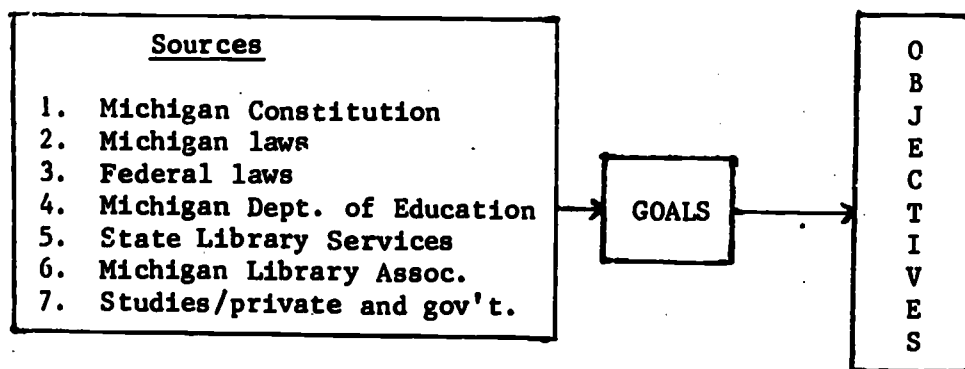 Sources
1. Michigan Constitution
2. Michigan laws
3. Federal laws
4. Michigan Dept. of Education
5. State Library Services
6. Michigan Library Assoc.
7. Studies/private and gov't.
GOALS
O
B
J
E
C
T
I
V
E
S